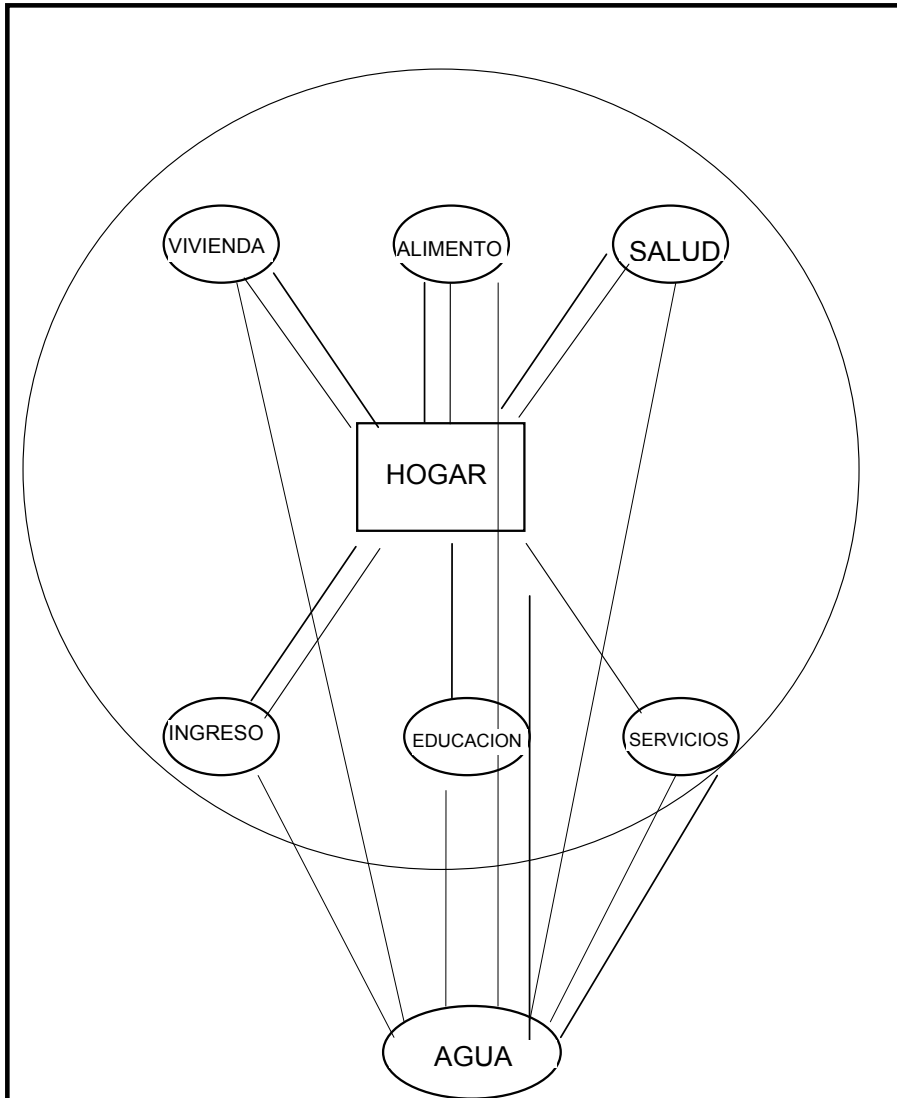 VIVIENDA
ALIMENTO
SALUD
HOGAR
INGRESO
EDUCACION
SERVICIOS
AGUA